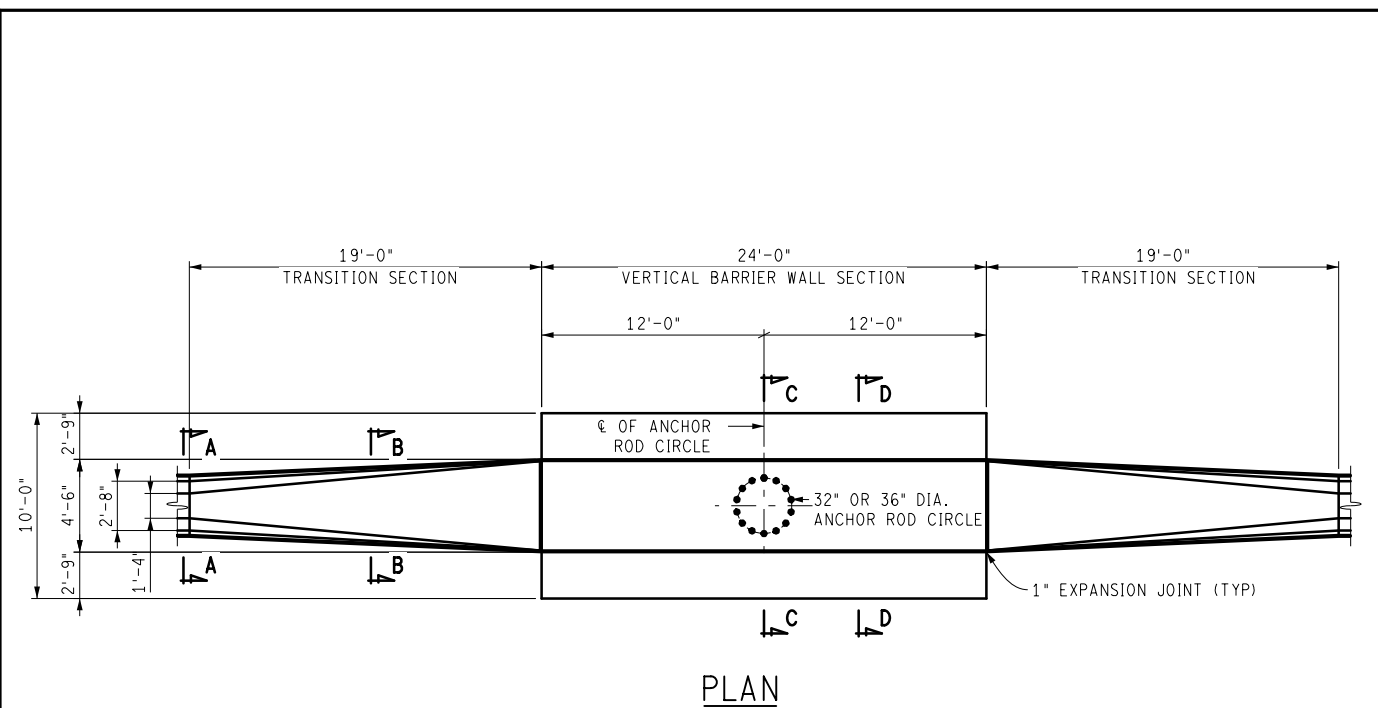 19'-0"
TRANSITION SECTION
24'-0"
VERTICAL BARRIER WALL SECTION
19'-0"
TRANSITION SECTION
12'-0"
12'-0"
C
D
2'-9"
℄ OF ANCHOR
ROD CIRCLE
A
B
10'-0"
4'-6"
2'-8"
32" OR 36" DIA.
ANCHOR ROD CIRCLE
1'-4'
2'-9"
A
B
1" EXPANSION JOINT (TYP)
C
D
PLAN